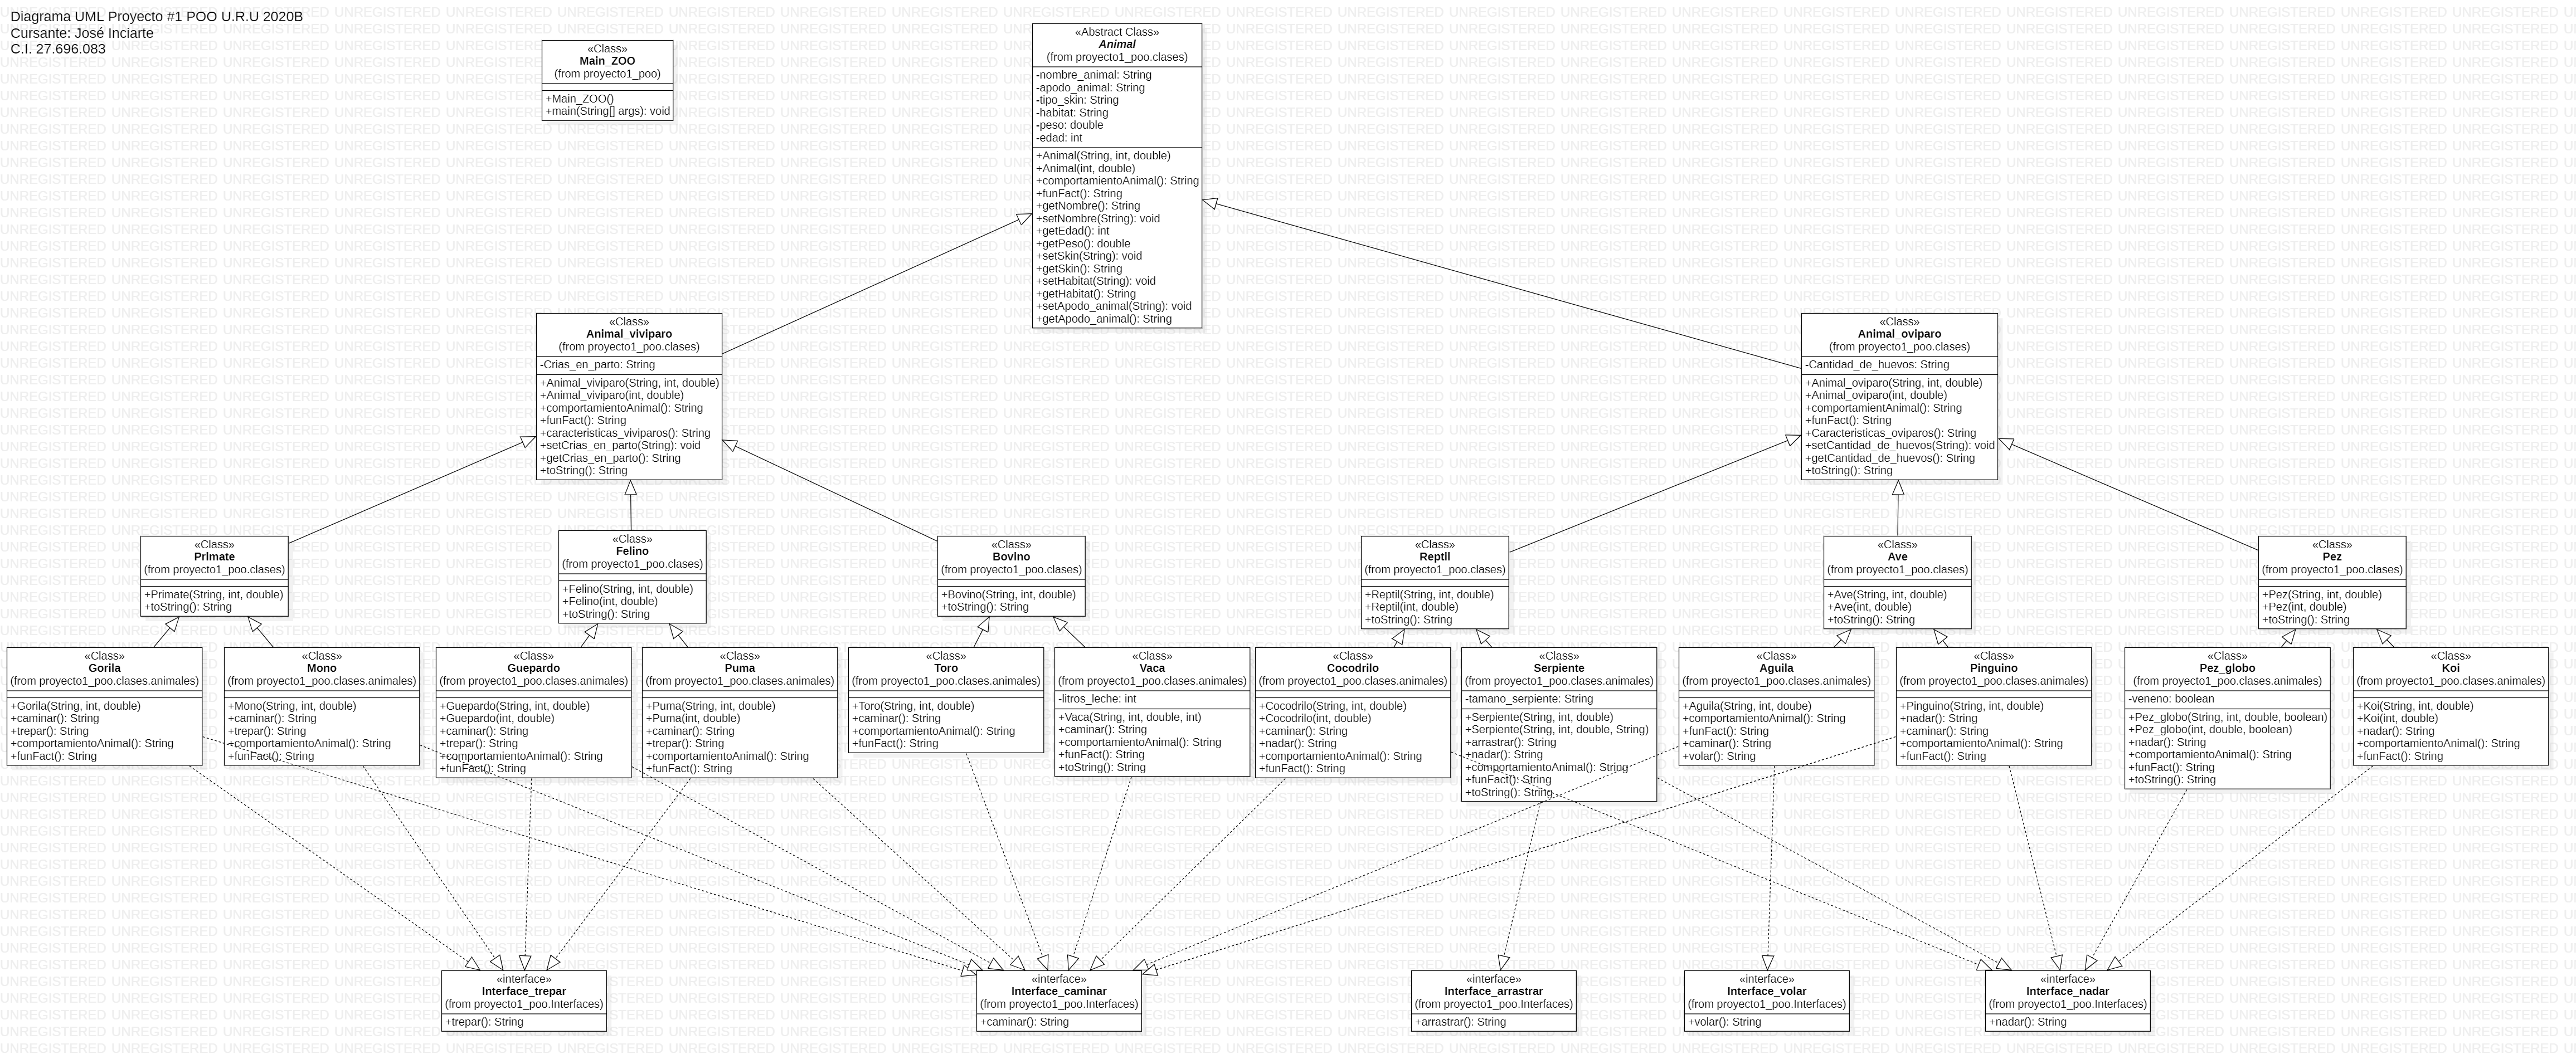 Diagrama UML Proyecto #1 POO U.R.U 2020B
Cursante: José Inciarte
C.I. 27.696.083
«Class»
Main_ZOO
(from proyecto1_poo)
+Main_ZOO()
+main(String[] args): void
«Abstract Class»
Animal
(from proyecto1_poo.clases)
-nombre_animal: String
-apodo_animal: String
-tipo_skin: String
-habitat: String
-peso: double
-edad: int
+Animal(String, int, double)
+Animal(int, double)
+comportamientoAnimal(): String
+funFact(): String
+getNombre(): String
+setNombre(String): void
+getEdad(): int
+getPeso(): double
+setSkin(String): void
+getSkin(): String
+setHabitat(String): void
+getHabitat(): String
+setApodo_animal(String): void
+getApodo_animal(): String
«Class»
Animal_viviparo
(from proyecto1_poo.clases)
-Crias_en_parto: String
+Animal_viviparo(String, int, double)
+Animal_viviparo(int, double)
+comportamientoAnimal(): String
+funFact(): String
+caracteristicas_viviparos(): String
+setCrias_en_parto(String): void
+getCrias_en_parto(): String
+toString(): String
«Class»
Animal_oviparo
(from proyecto1_poo.clases)
-Cantidad_de_huevos: String
+Animal_oviparo(String, int, double)
+Animal_oviparo(int, double)
+comportamientAnimal(): String
+funFact(): String
+Caracteristicas_oviparos(): String
+setCantidad_de_huevos(String): void
+getCantidad_de_huevos(): String
+toString(): String
«Class»
Primate
(from proyecto1_poo.clases)
+Primate(String, int, double)
+toString(): String
«Class»
Felino
(from proyecto1_poo.clases)
+Felino(String, int, double)
+Felino(int, double)
+toString(): String
«Class»
Bovino
(from proyecto1_poo.clases)
+Bovino(String, int, double)
+toString(): String
«Class»
Reptil
(from proyecto1_poo.clases)
+Reptil(String, int, double)
+Reptil(int, double)
+toString(): String
«Class»
Ave
(from proyecto1_poo.clases)
+Ave(String, int, double)
+Ave(int, double)
+toString(): String
«Class»
Pez
(from proyecto1_poo.clases)
+Pez(String, int, double)
+Pez(int, double)
+toString(): String
«Class»
Gorila
(from proyecto1_poo.clases.animales)
+Gorila(String, int, double)
+caminar(): String
+trepar(): String
+comportamientoAnimal(): String
+funFact(): String
«Class»
Mono
(from proyecto1_poo.clases.animales)
+Mono(String, int, double)
+caminar(): String
+trepar(): String
+comportamientoAnimal(): String
+funFact(): String
«Class»
Guepardo
(from proyecto1_poo.clases.animales)
+Guepardo(String, int, double)
+Guepardo(int, double)
+caminar(): String
+trepar(): String
+comportamientoAnimal(): String
+funFact(): String
«Class»
Puma
(from proyecto1_poo.clases.animales)
+Puma(String, int, double)
+Puma(int, double)
+caminar(): String
+trepar(): String
+comportamientoAnimal(): String
+funFact(): String
«Class»
Toro
(from proyecto1_poo.clases.animales)
+Toro(String, int, double)
+caminar(): String
+comportamientoAnimal(): String
+funFact(): String
«Class»
Vaca
(from proyecto1_poo.clases.animales)
-litros_leche: int
+Vaca(String, int, double, int)
+caminar(): String
+comportamientoAnimal(): String
+funFact(): String
+toString(): String
«Class»
Cocodrilo
(from proyecto1_poo.clases.animales)
+Cocodrilo(String, int, double)
+Cocodrilo(int, double)
+caminar(): String
+nadar(): String
+comportamientoAnimal(): String
+funFact(): String
«Class»
Serpiente
(from proyecto1_poo.clases.animales)
-tamano_serpiente: String
+Serpiente(String, int, double)
+Serpiente(String, int, double, String)
+arrastrar(): String
+nadar(): String
+comportamientoAnimal(): String
+funFact(): String
+toString(): String
«Class»
Aguila
(from proyecto1_poo.clases.animales)
+Aguila(String, int, doube)
+comportamientoAnimal(): String
+funFact(): String
+caminar(): String
+volar(): String
«Class»
Pinguino
(from proyecto1_poo.clases.animales)
+Pinguino(String, int, double)
+nadar(): String
+caminar(): String
+comportamientoAnimal(): String
+funFact(): String
«Class»
Pez_globo
(from proyecto1_poo.clases.animales)
-veneno: boolean
+Pez_globo(String, int, double, boolean)
+Pez_globo(int, double, boolean)
+nadar(): String
+comportamientoAnimal(): String
+funFact(): String
+toString(): String
«Class»
Koi
(from proyecto1_poo.clases.animales)
+Koi(String, int, double)
+Koi(int, double)
+nadar(): String
+comportamientoAnimal(): String
+funFact(): String
«interface»
Interface_trepar
(from proyecto1_poo.Interfaces)
+trepar(): String
«interface»
Interface_caminar
(from proyecto1_poo.Interfaces)
+caminar(): String
«interface»
Interface_arrastrar
(from proyecto1_poo.Interfaces)
+arrastrar(): String
«interface»
Interface_volar
(from proyecto1_poo.Interfaces)
+volar(): String
«interface»
Interface_nadar
(from proyecto1_poo.Interfaces)
+nadar(): String